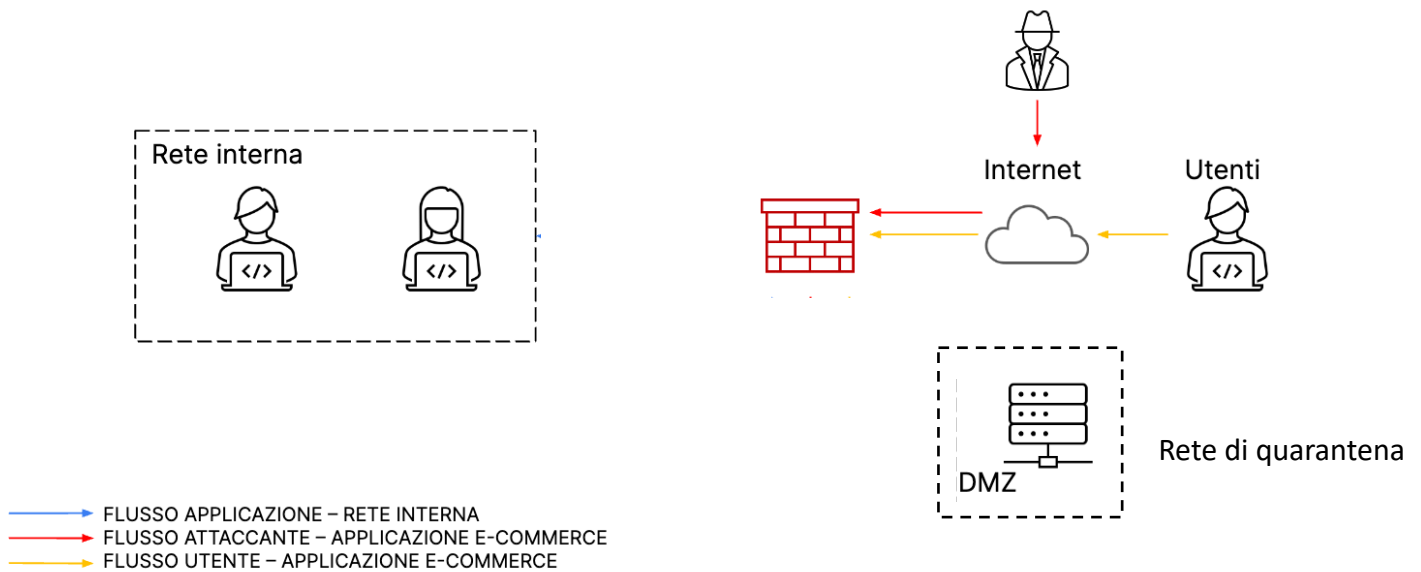 Rete interna
</>
</>
Internet
Utenti
</>
DMZ
Rete di quarantena
FLUSSO APPLICAZIONE – RETE INTERNA
FLUSSO ATTACCANTE – APPLICAZIONE E-COMMERCE
FLUSSO UTENTE – APPLICAZIONE E-COMMERCE